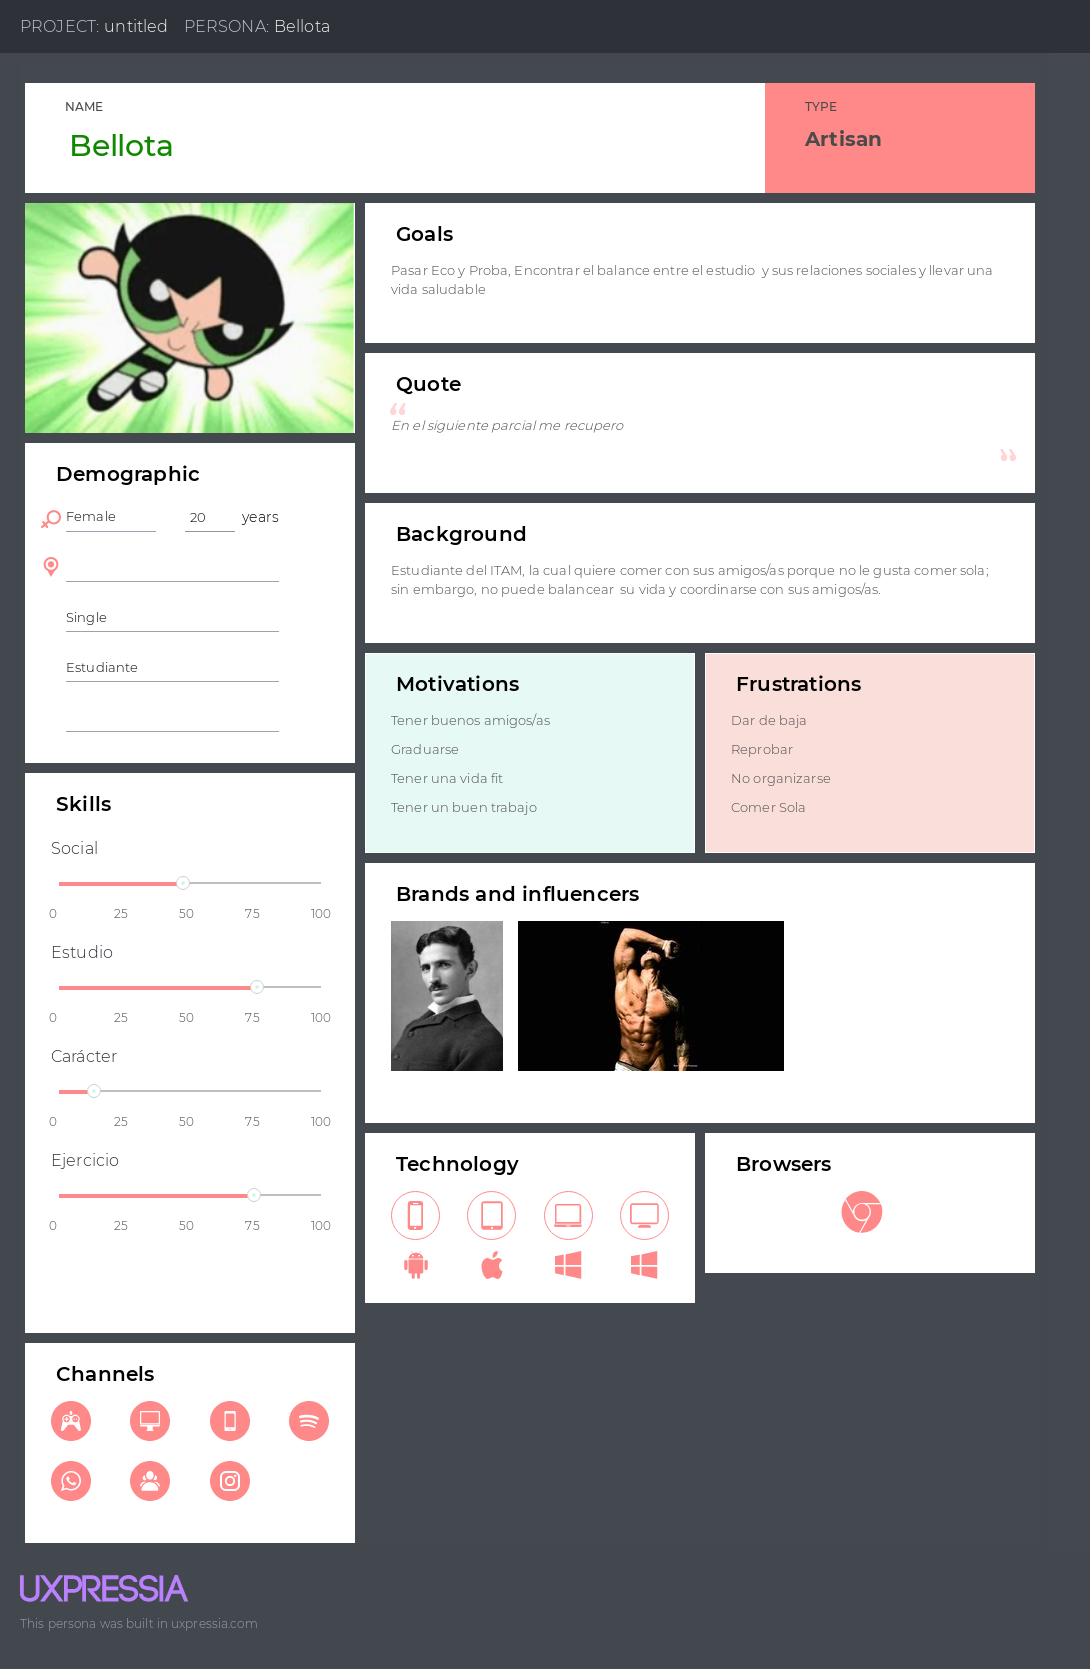 PROJECT: untitled PERSONA: Bellota
NAME
Bellota
TYPE
Artisan
Goals
Pasar Eco y Proba, Encontrar el balance entre el estudio y sus relaciones sociales y llevar una
vida saludable
Quote
“
En el siguiente parcial me recupero
”
Demographic
Female 20 years
Single
Estudiante
Background
Estudiante del ITAM, la cual quiere comer con sus amigos/as porque no le gusta comer sola;
sin embargo, no puede balancear su vida y coordinarse con sus amigos/as.
Motivations
Tener buenos amigos/as
Graduarse
Tener una vida fit
Tener un buen trabajo
Frustrations
Dar de baja
Reprobar
No organizarse
Comer Sola
Skills
Social
0 25 50 75 100
Estudio
0 25 50 75 100
Carácter
0 25 50 75 100
Ejercicio
0 25 50 75 100
Brands and influencers
Technology
Browsers
Channels
UXPRESSIA
This persona was built in uxpressia.com